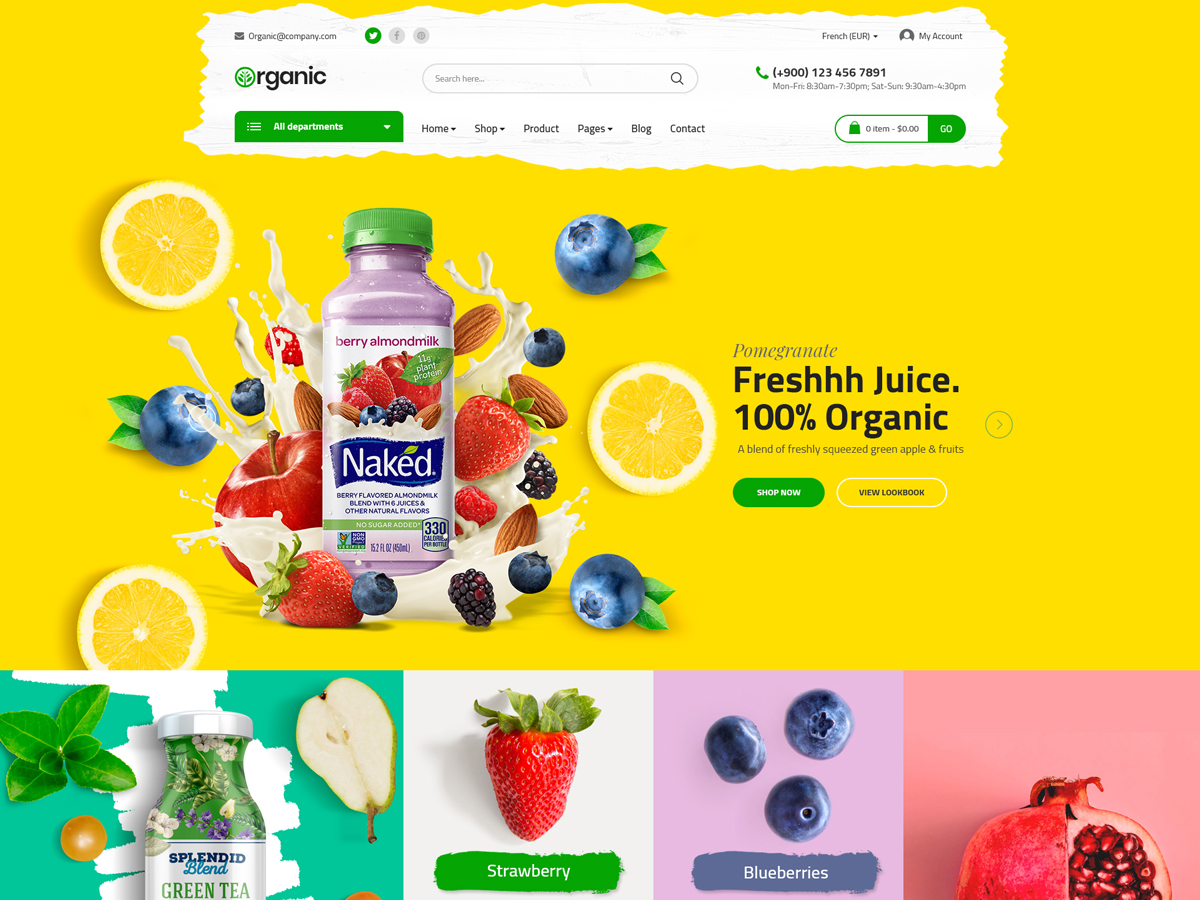 Organic@company.com
French (EUR)
My Account
Organic
Search here...
(+900) 123 456 7891
Mon-Fri: 8:30am-7:30pm; Sat-Sun: 9:30am-4:30pm
All departments
Home
Shop
Product
Pages
Blog
Contact
0 item - $0.00
GO
berry almondmilk
11g
plant
protein
Naked
BERRY FLAVORED ALMONDMILK
BLEND WITH 6 JUICES &
OTHER NATURAL FLAVORS
NO SUGAR ADDED*
NON
GMO
VERIFIED
15.2 FL OZ (450mL)
330
CALORIES
PER BOTTLE
Pomegranate
Freshhh Juice.
100% Organic
A blend of freshly squeezed green apple & fruits
SHOP NOW
VIEW LOOKBOOK
SPLENDID
Blend
GREEN TEA
Strawberry
Blueberries